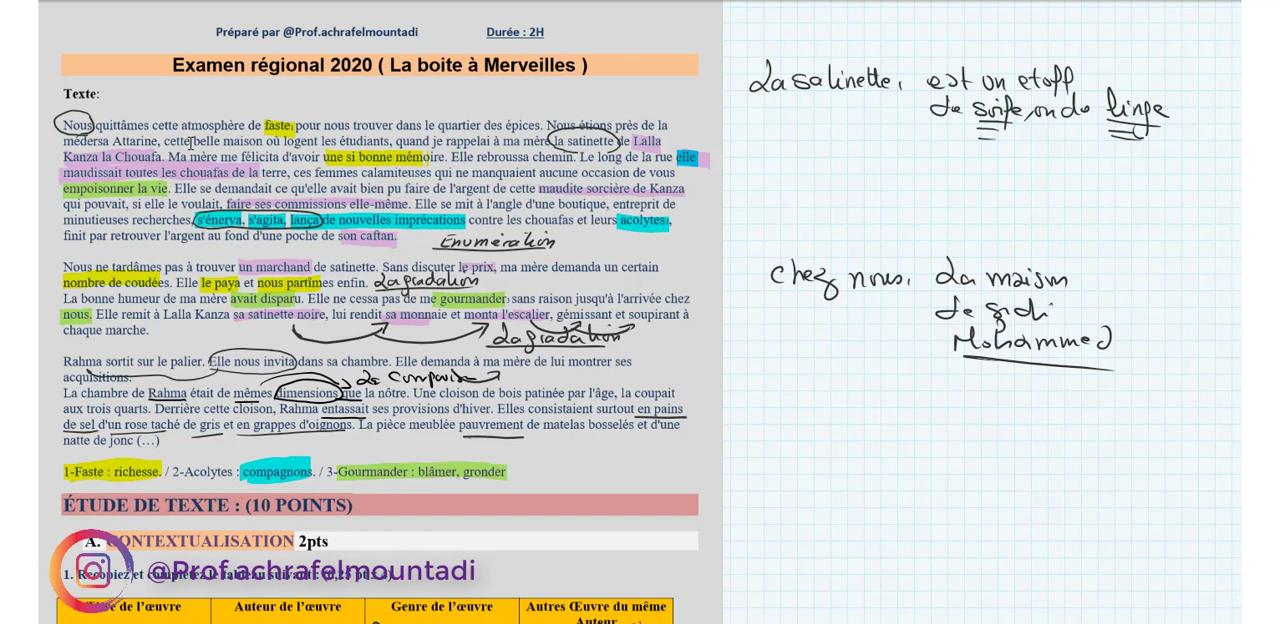 Préparé par @Prof.achrafelmountadi Durée : 2H
Examen régional 2020 ( La boite à Merveilles )
Texte:
Nous quittâmes cette atmosphère de faste, pour nous trouver dans le quartier des épices. Nous étions près de la
médersa Attarine, cette belle maison où logent les étudiants, quand je rappelai à ma mère la satinette de Lalla
Kanza la Chouafa. Ma mère me félicita d'avoir une si bonne mémoire. Elle rebroussa chemin. Le long de la rue elle
maudissait toutes les chouafas de la terre, ces femmes calamiteuses qui ne manquaient aucune occasion de vous
empoisonner la vie. Elle se demandait ce qu'elle avait bien pu faire de l'argent de cette maudite sorcière de Kanza
qui pouvait, si elle le voulait, faire ses commissions elle-même. Elle se mit à l'angle d'une boutique, entreprit de
minutieuses recherches, s'énerva, s'agita, lança de nouvelles imprécations contre les chouafas et leurs acolytes,
finit par retrouver l'argent au fond d'une poche de son caftan.
Enumération
Nous ne tardâmes pas à trouver un marchand de satinette. Sans discuter le prix, ma mère demanda un certain
nombre de coudées. Elle le paya et nous partîmes enfin. La gradation
La bonne humeur de ma mère avait disparu. Elle ne cessa pas de me gourmander, sans raison jusqu'à l'arrivée chez
nous. Elle remit à Lalla Kanza sa satinette noire, lui rendit sa monnaie et monta l'escalier, gémissant et soupirant à
chaque marche.
La gradation
Rahma sortit sur le palier. Elle nous invita dans sa chambre. Elle demanda à ma mère de lui montrer ses
acquisitions.
La chambre de Rahma était de mêmes dimensions que la nôtre. Une cloison de bois patinée par l'âge, la coupait
aux trois quarts. Derrière cette cloison, Rahma entassait ses provisions d'hiver. Elles consistaient surtout en pains
de sel d'un rose taché de gris et en grappes d'oignons. La pièce meublée pauvrement de matelas bosselés et d'une
natte de jonc (…)
1-Faste : richesse. / 2-Acolytes : compagnons. / 3-Gourmander : blâmer, gronder
ÉTUDE DE TEXTE : (10 POINTS)
A. CONTEXTUALISATION 2pts
@Prof.achrafelmountadi
1. Recopiez et complétez le tableau suivant : (0,25 pt x 4)
Titre de l'œuvre Auteur de l'œuvre Genre de l'œuvre Autres Œuvre du même
Auteur
La satinette, est un etoff
de soife, on de linge
chez nous, La maison
de sidi
Mohammed